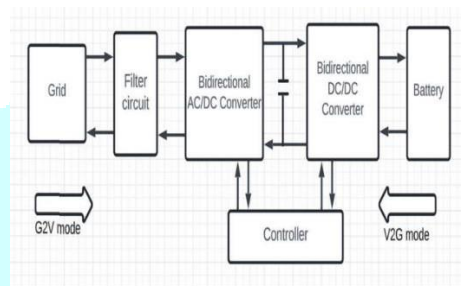 Grid
Filter
circuit
Bidirectional
AC/DC Converter
Bidirectional
DC/DC
Converter
Battery
G2V mode
Controller
V2G mode